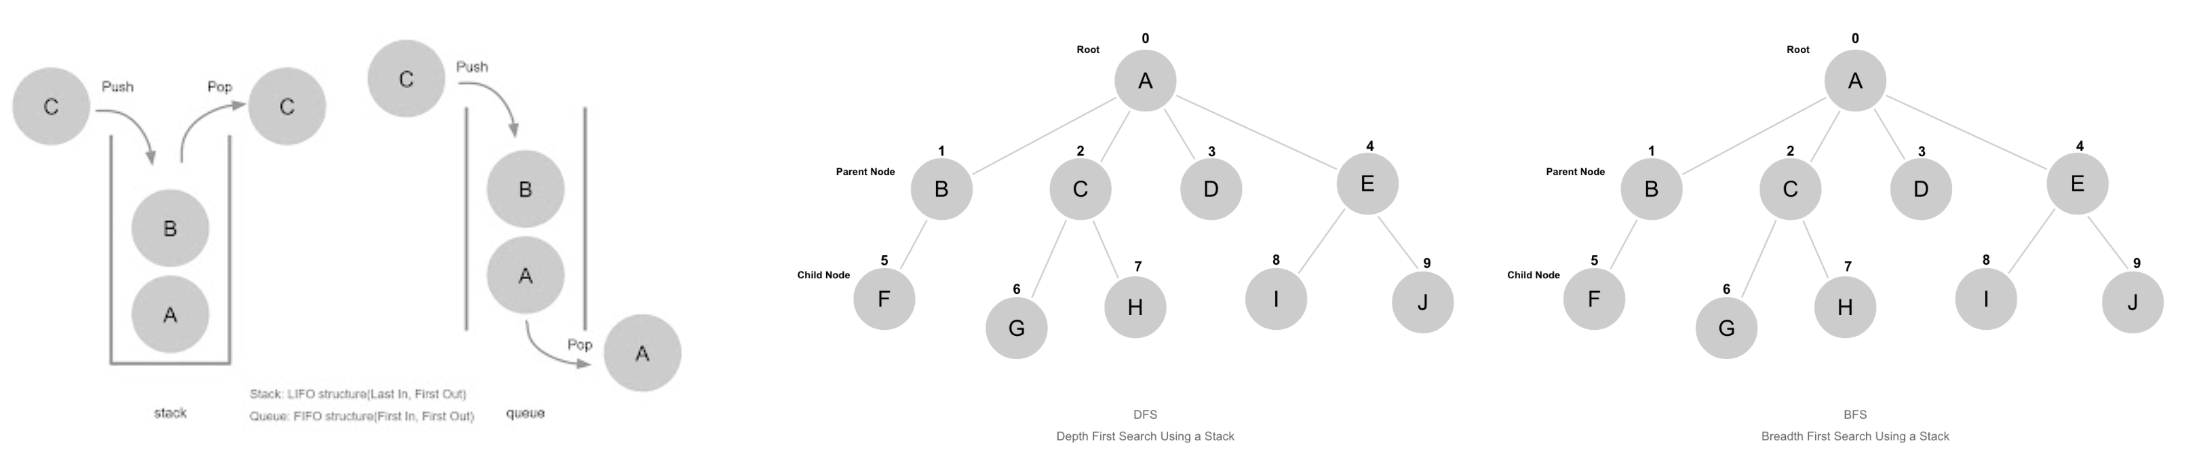 C
Push
Pop
C
B
A
stack
C
Push
B
A
Pop
A
queue
Stack: LIFO structure(Last In, First Out)
Queue: FIFO structure(First In, First Out)
0
Root
A
1
2
3
4
Parent Node
B
C
D
E
5
6
7
8
9
Child Node
F
G
H
I
J
DFS
Depth First Search Using a Stack
0
Root
A
1
2
3
4
Parent Node
B
C
D
E
5
6
7
8
9
Child Node
F
G
H
I
J
BFS
Breadth First Search Using a Stack